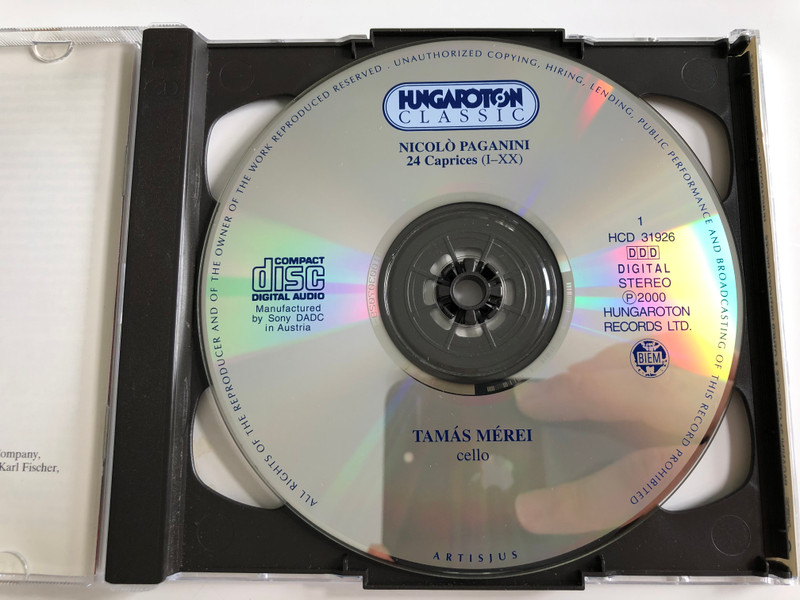 ALL RIGHTS OF THE REPRODUCER AND OF THE OWNER OF THE WORK REPRODUCED RESERVED . UNAUTHORIZED COPYING, HIRING, LENDING, PUBLIC PERFORMANCE AND BROADCASTING OF THIS RECORD PROHIBITED
HUNGAROTON
CLASSIC
NICOLÒ PAGANINI
24 Caprices (I–XX)
COMPACT
disc
DIGITAL AUDIO
Manufactured
by Sony DADC
in Austria
1
HCD 31926
DDD
DIGITAL
STEREO
Ⓟ2000
HUNGAROTON
RECORDS LTD.
BIEM
TAMÁS MÉREI
cello
ARTISJUS
Karl Fischer,